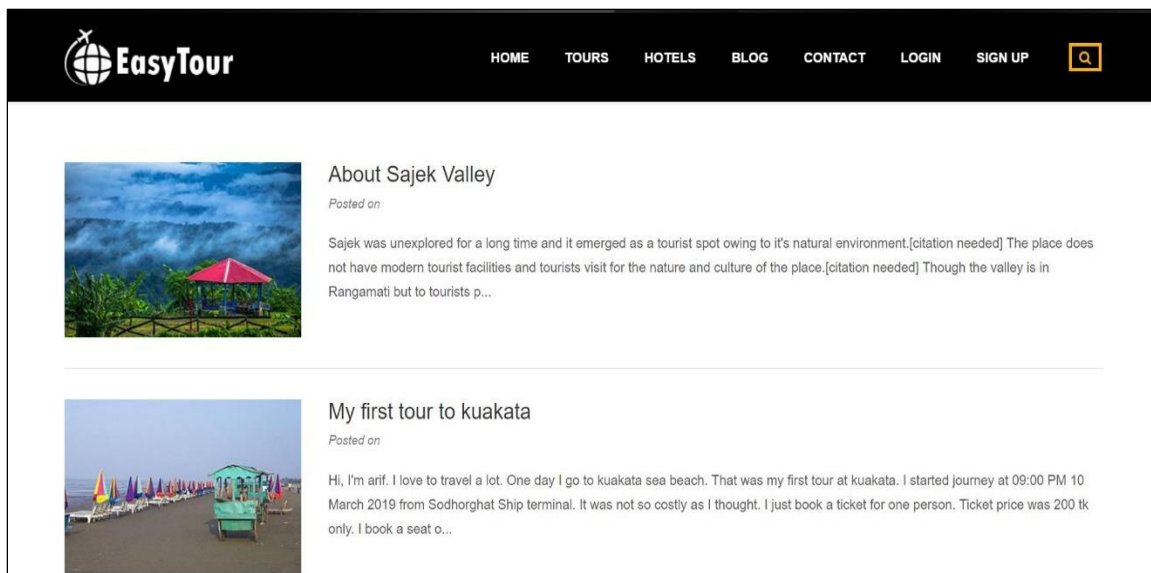 EasyTour
HOME TOURS HOTELS BLOG CONTACT LOGIN SIGN UP
About Sajek Valley
Posted on
Sajek was unexplored for a long time and it emerged as a tourist spot owing to it's natural environment.[citation needed] The place does
not have modern tourist facilities and tourists visit for the nature and culture of the place.[citation needed] Though the valley is in
Rangamati but to tourists p...
My first tour to kuakata
Posted on
Hi, I'm arif. I love to travel a lot. One day I go to kuakata sea beach. That was my first tour at kuakata. I started journey at 09:00 PM 10
March 2019 from Sodhorghat Ship terminal. It was not so costly as I thought. I just book a ticket for one person. Ticket price was 200 tk
only. I book a seat o...